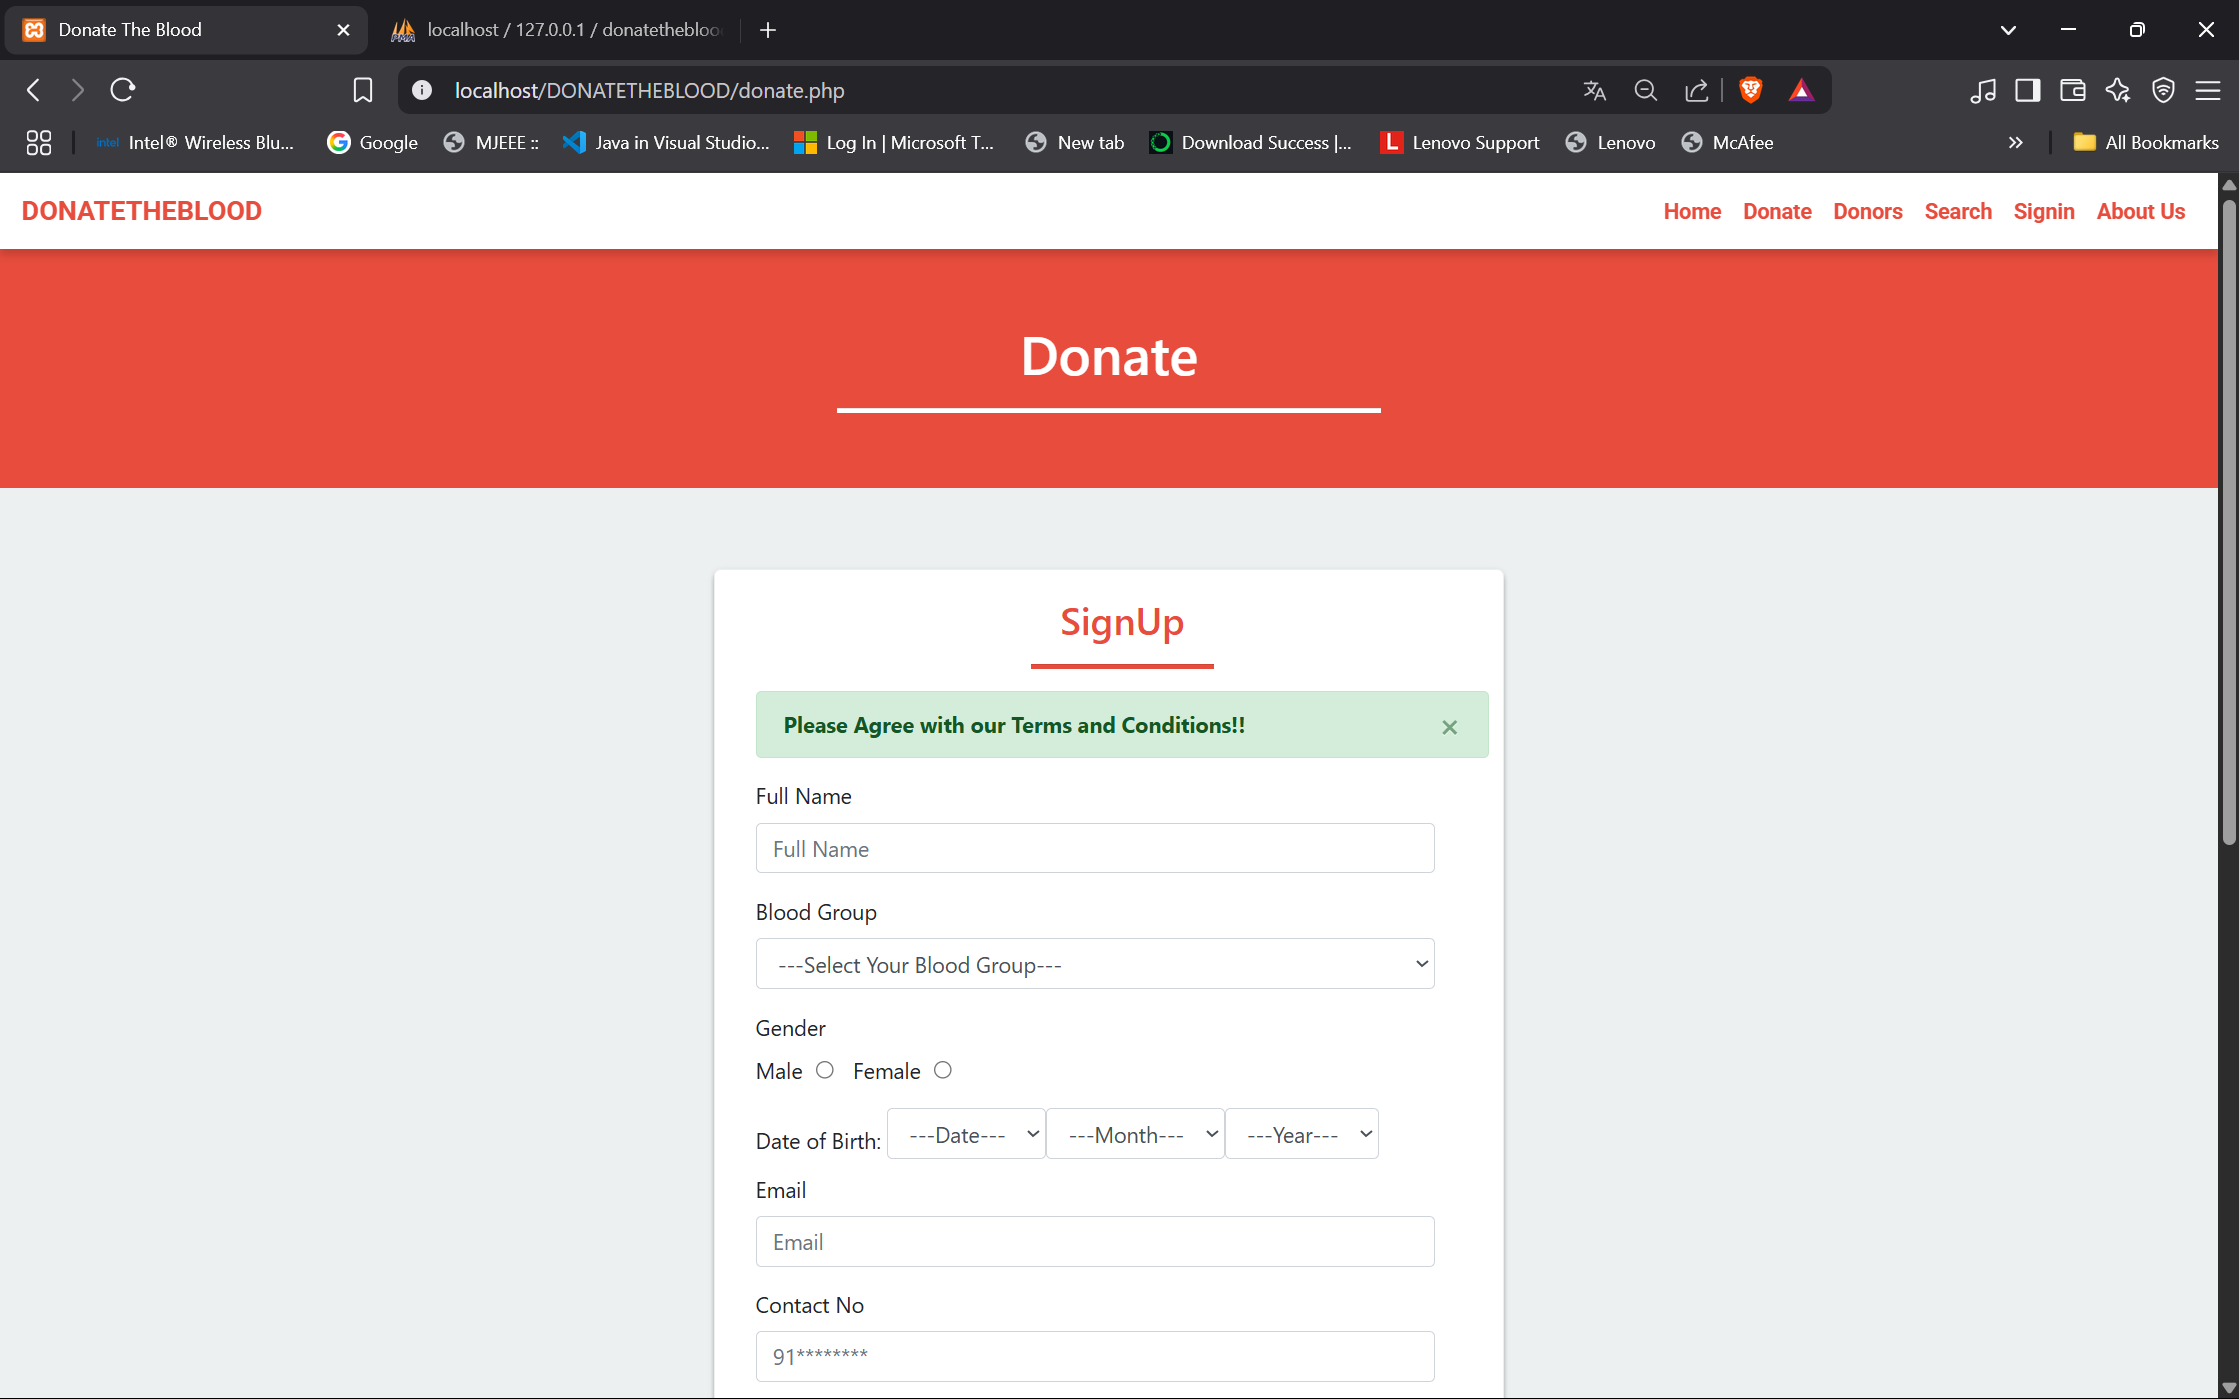 Donate The Blood
localhost / 127.0.0.1 / donatetheblood
localhost/DONATETHEBLOOD/donate.php
intel Intel® Wireless Blu... Google MJEEE :: Java in Visual Studio... Log In | Microsoft T... New tab Download Success |... L Lenovo Support Lenovo McAfee All Bookmarks
DONATETHEBLOOD
Home Donate Donors Search Signin About Us
Donate
SignUp
Please Agree with our Terms and Conditions!! ×
Full Name
Full Name
Blood Group
---Select Your Blood Group---
Gender
Male Female
Date of Birth: ---Date--- ---Month--- ---Year---
Email
Email
Contact No
91********